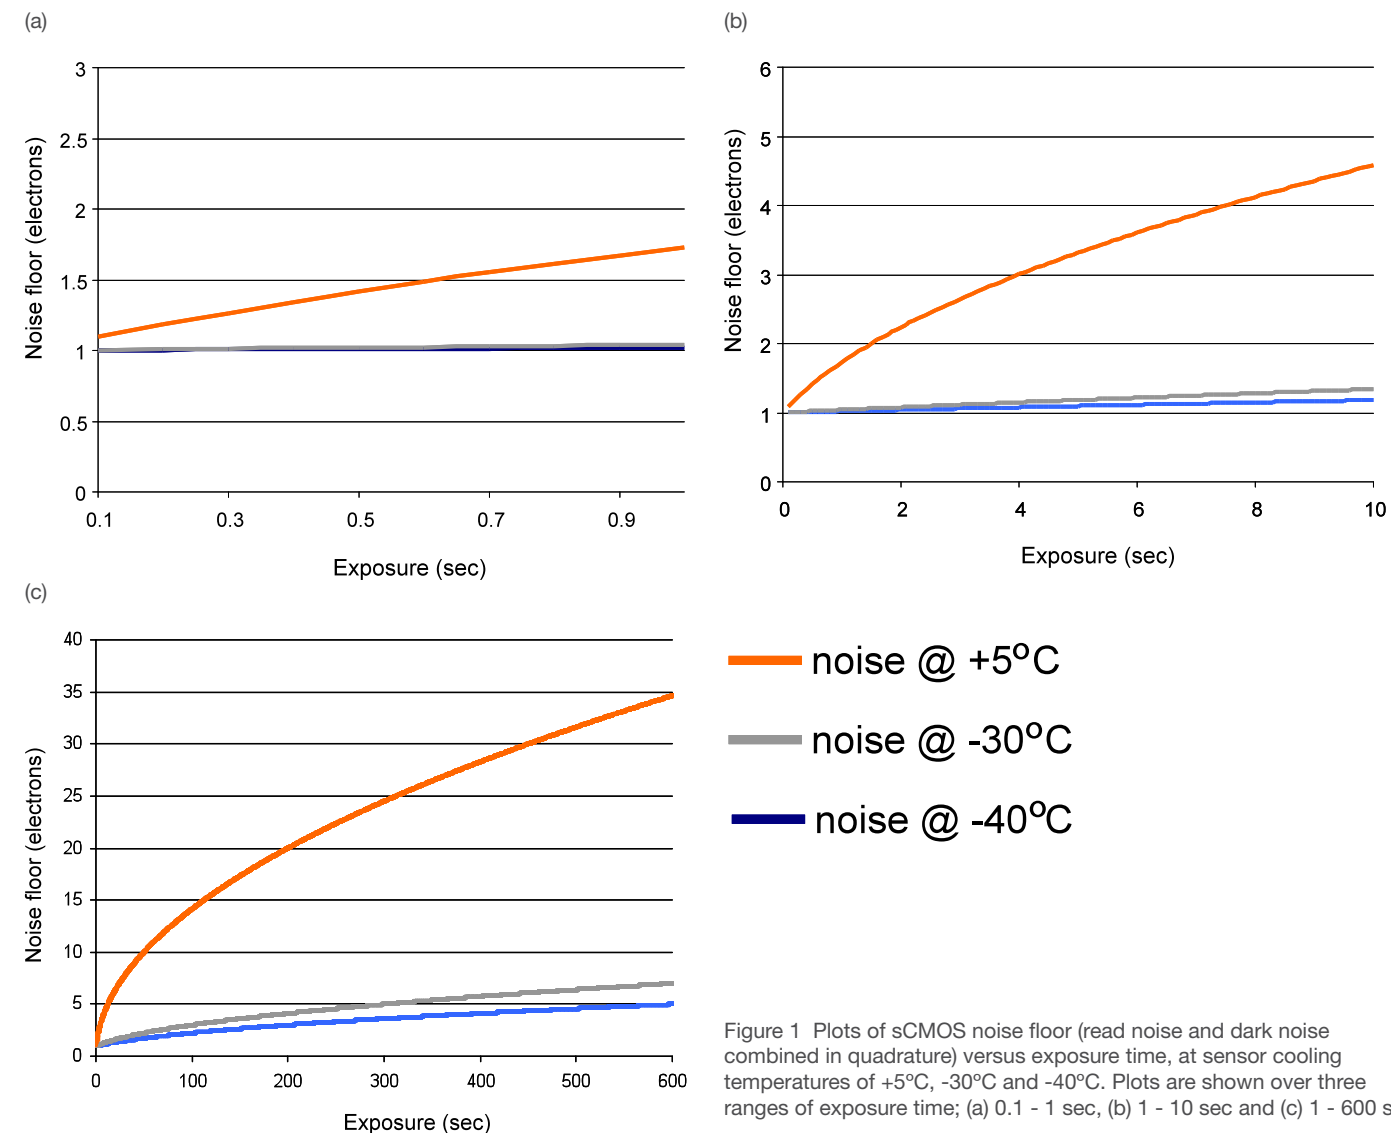 (a)
3
2.5
2
1.5
1
0.5
0
Noise floor (electrons)
0.1 0.3 0.5 0.7 0.9
Exposure (sec)
(b)
6
5
4
3
2
1
0
Noise floor (electrons)
0 2 4 6 8 10
Exposure (sec)
(c)
40
35
30
25
20
15
10
5
0
Noise floor (electrons)
0 100 200 300 400 500 600
Exposure (sec)
noise @ +5ºC
noise @ -30ºC
noise @ -40ºC
Figure 1 Plots of sCMOS noise floor (read noise and dark noise
combined in quadrature) versus exposure time, at sensor cooling
temperatures of +5ºC, -30ºC and -40ºC. Plots are shown over three
ranges of exposure time; (a) 0.1 - 1 sec, (b) 1 - 10 sec and (c) 1 - 600 s